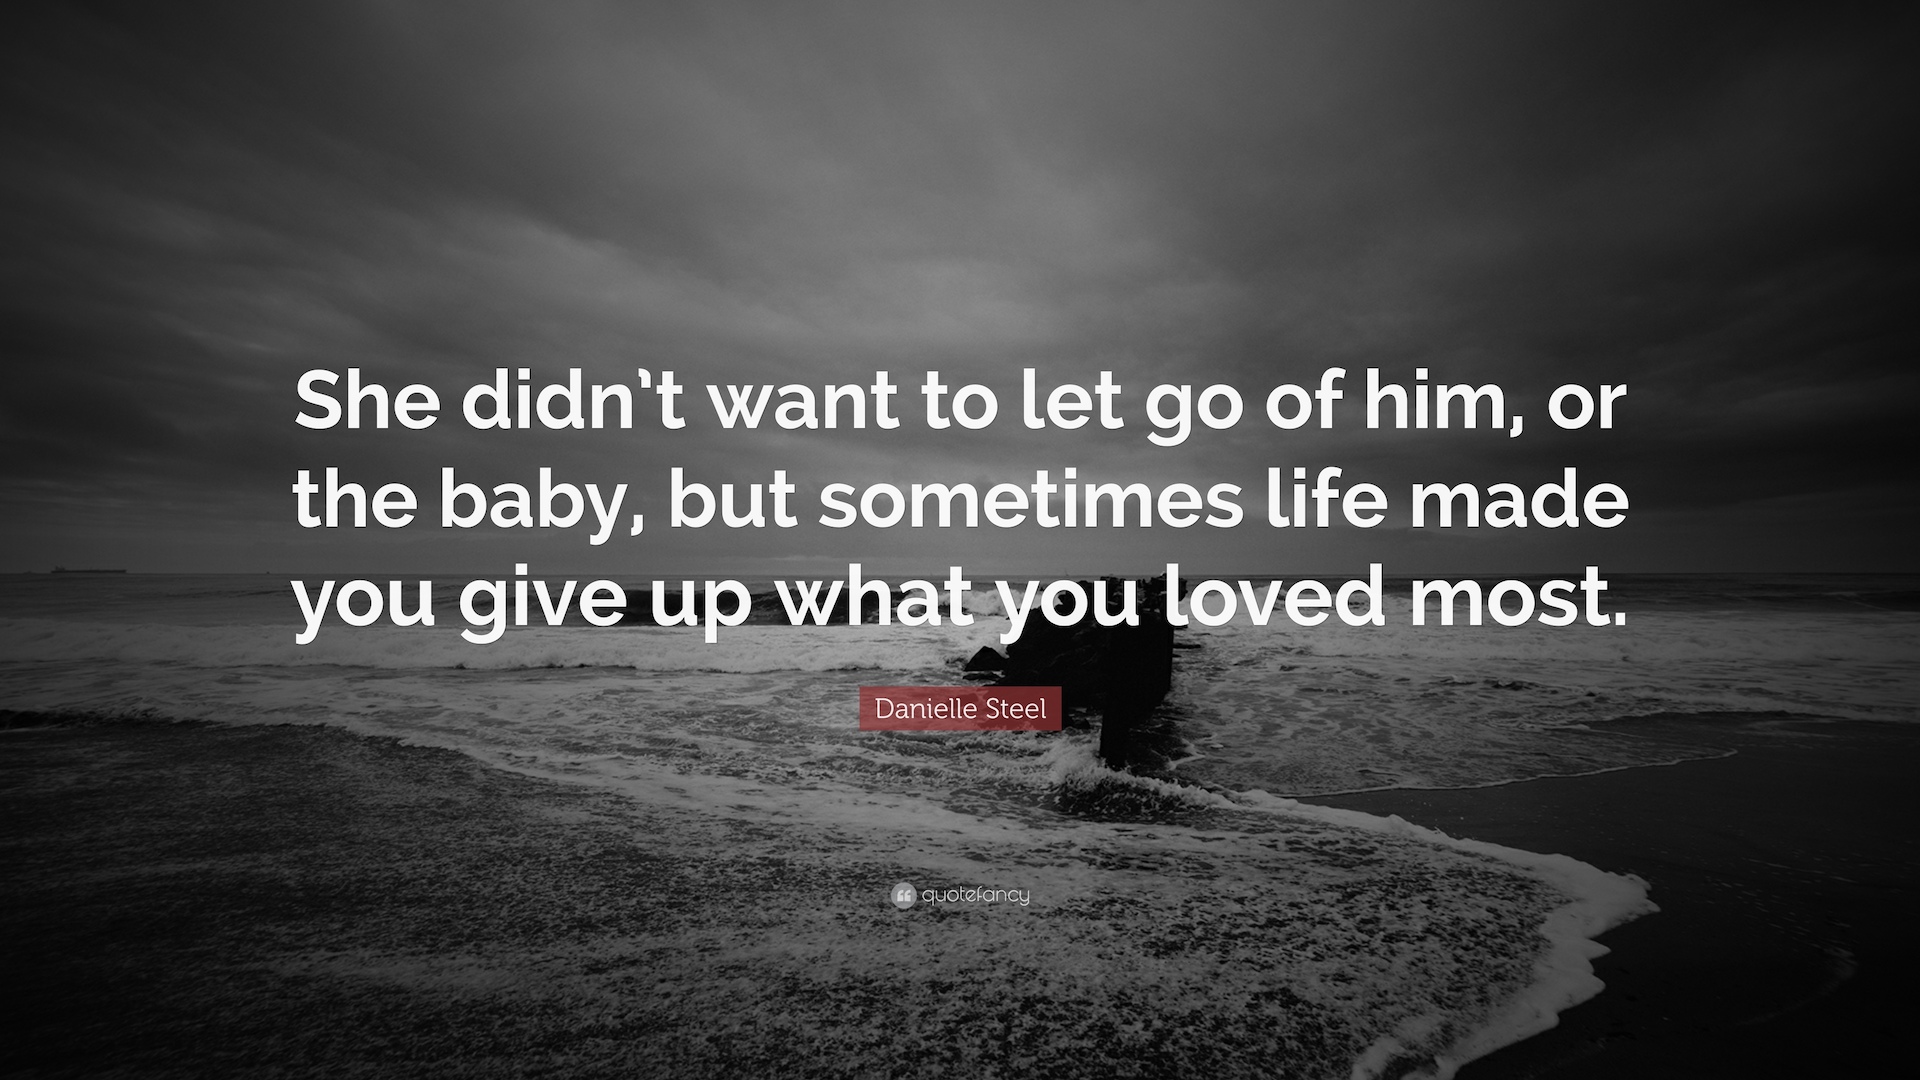 She didn’t want to let go of him, or
the baby, but sometimes life made
you give up what you loved most.
Danielle Steel
quotefancy